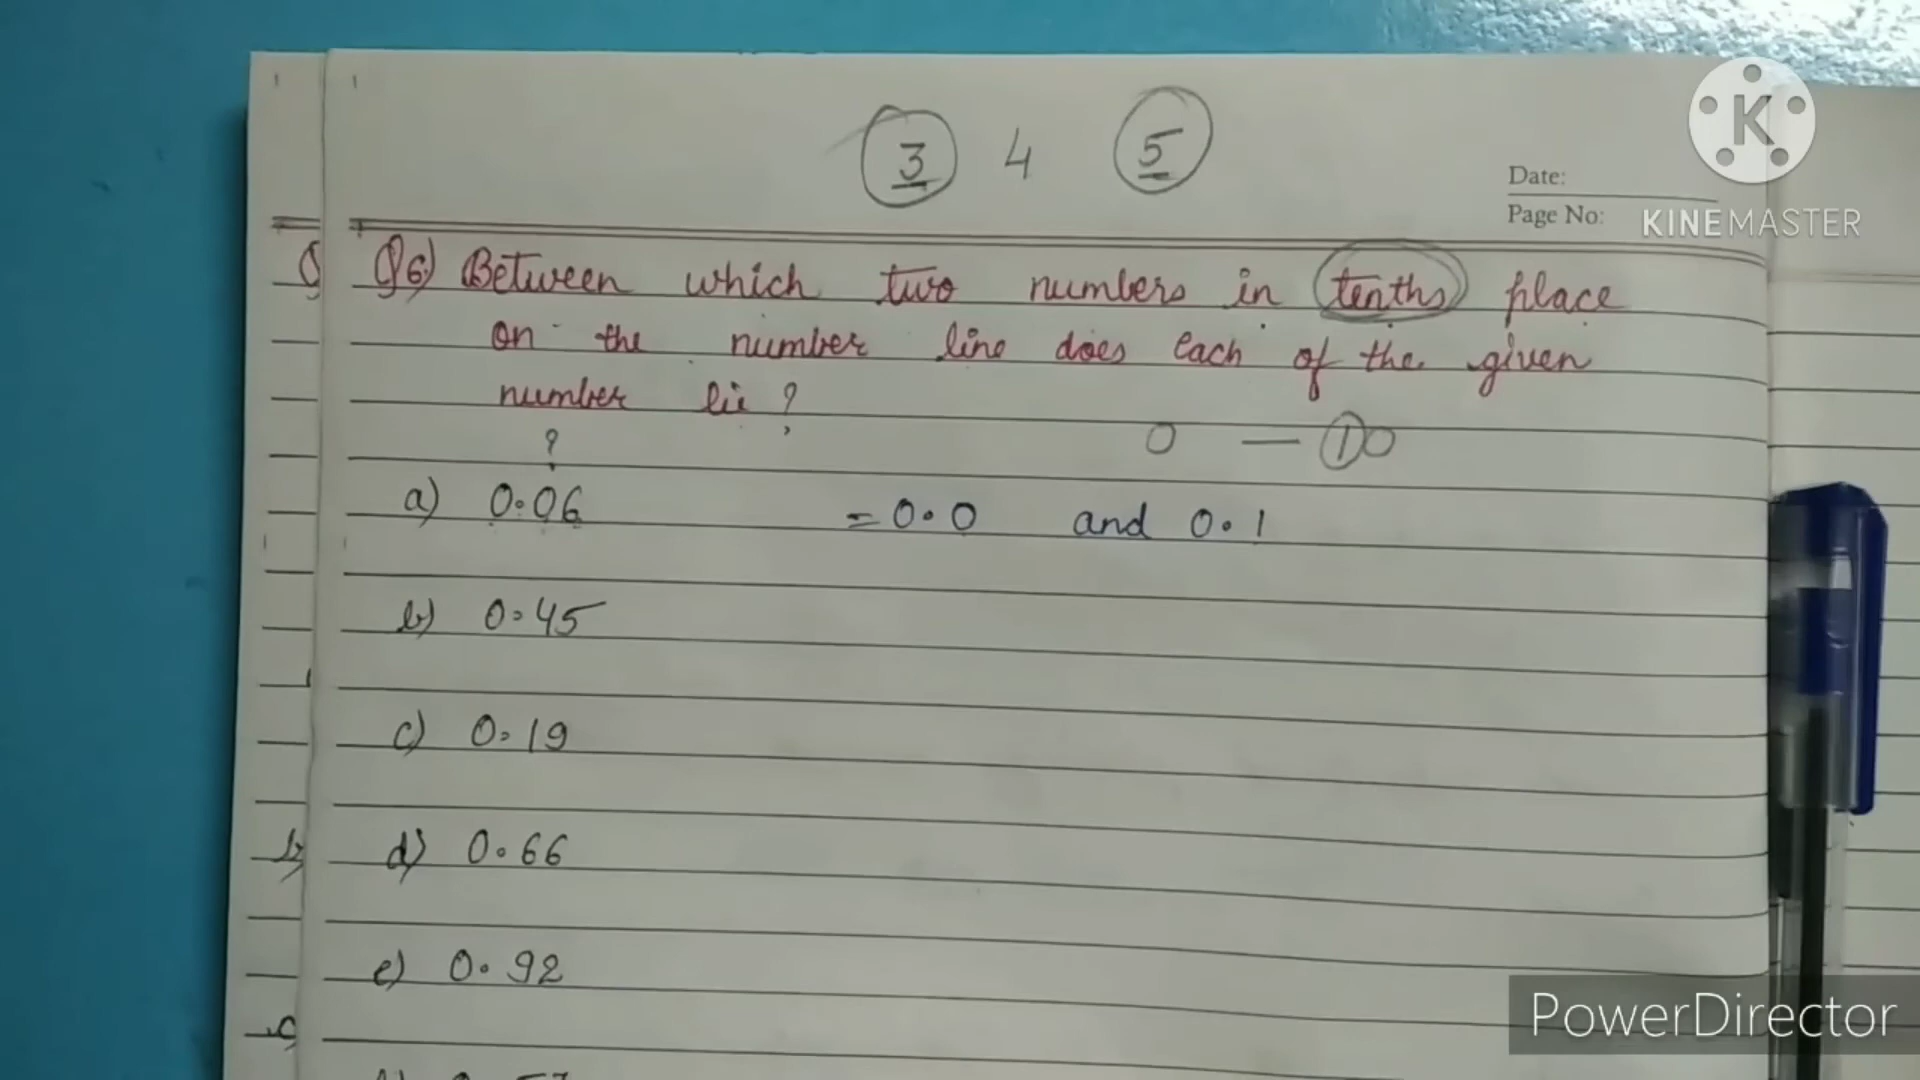 3 4 5
Date:
Page No:
K
KINEMASTER
Q6) Between which two numbers in tenths place
on the number line does each of the given
number lie ?
? 0 — 10
a) 0.06 = 0.0 and 0.1
b) 0.45
c) 0.19
d) 0.66
e) 0.92
PowerDirector